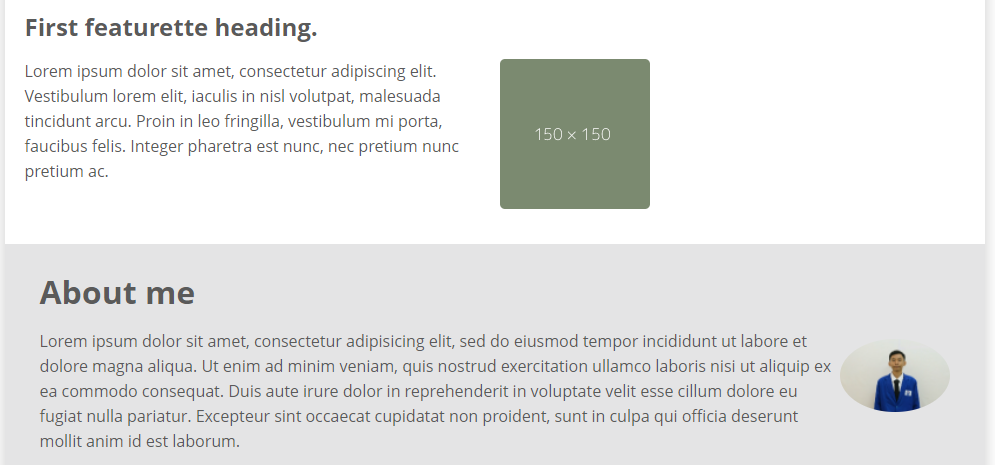 First featurette heading.
Lorem ipsum dolor sit amet, consectetur adipiscing elit.
Vestibulum lorem elit, iaculis in nisl volutpat, malesuada
tincidunt arcu. Proin in leo fringilla, vestibulum mi porta,
faucibus felis. Integer pharetra est nunc, nec pretium nunc
pretium ac.
150 × 150
About me
Lorem ipsum dolor sit amet, consectetur adipisicing elit, sed do eiusmod tempor incididunt ut labore et
dolore magna aliqua. Ut enim ad minim veniam, quis nostrud exercitation ullamco laboris nisi ut aliquip ex
ea commodo consequat. Duis aute irure dolor in reprehenderit in voluptate velit esse cillum dolore eu
fugiat nulla pariatur. Excepteur sint occaecat cupidatat non proident, sunt in culpa qui officia deserunt
mollit anim id est laborum.